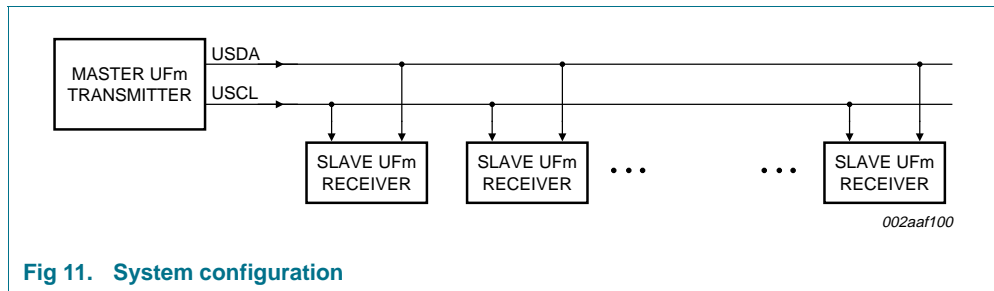 USDA
MASTER UFm
TRANSMITTER
USCL
SLAVE UFm
RECEIVER
SLAVE UFm
RECEIVER
SLAVE UFm
RECEIVER
002aaf100
Fig 11. System configuration